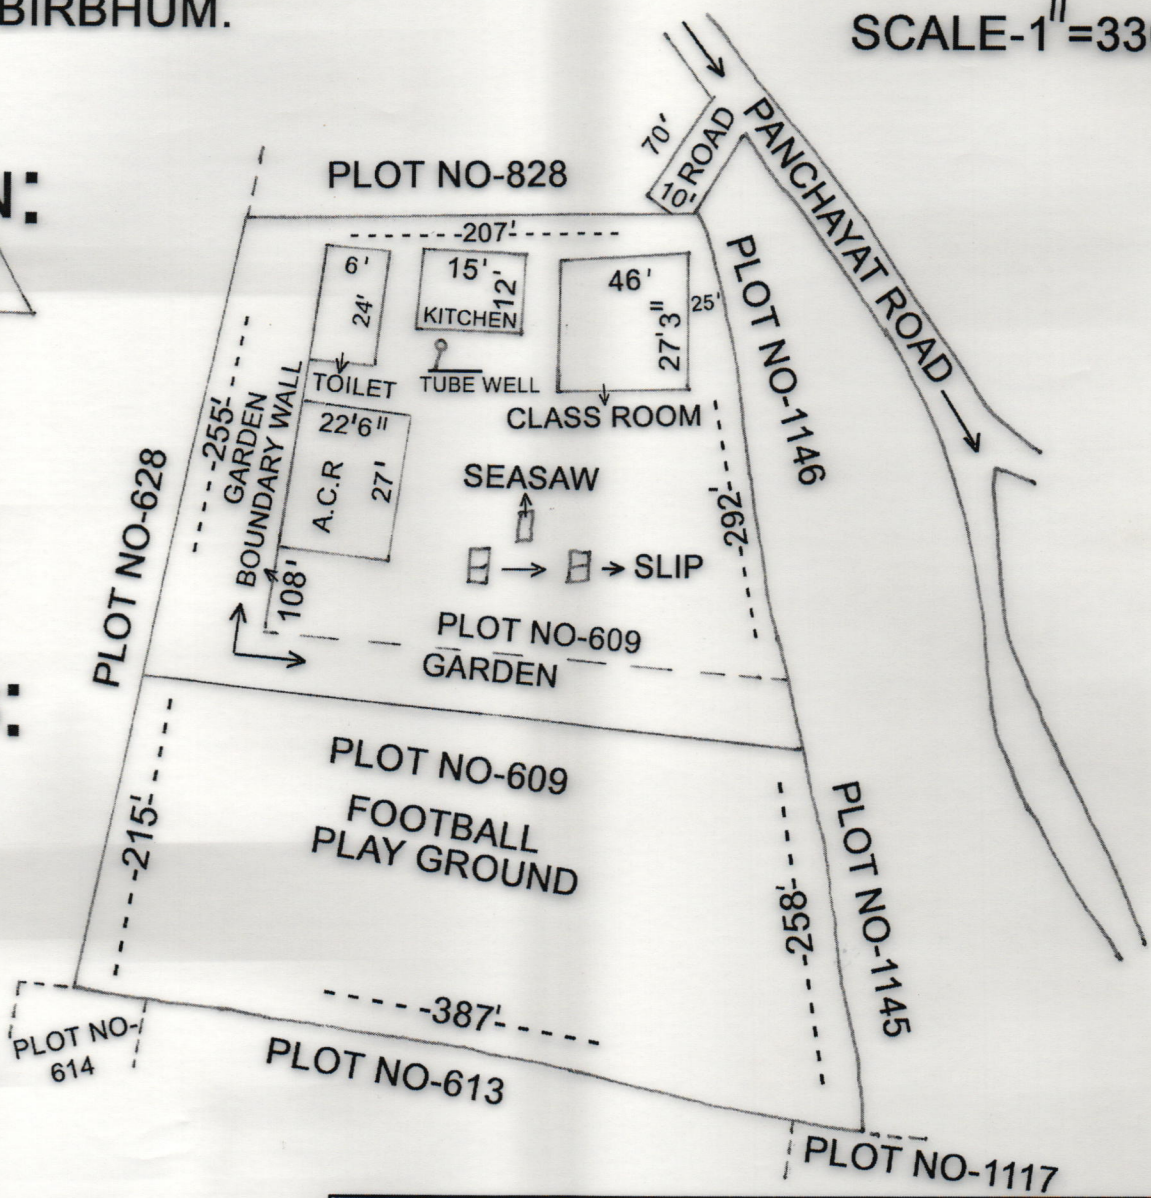 BIRBHUM.
SCALE-1"=33
N:
PLOT NO-828
70'
10'
ROAD
PANCHAYAT ROAD
207'
6'
24'
TOILET
15'-
12'
KITCHEN
TUBE WELL
46'
27'3"
25'
CLASS ROOM
PLOT NO-1146
255'
GARDEN
BOUNDARY WALL
22'6"
A.C.R
27'
108'
SEASAW
SLIP
292'
PLOT NO-628
PLOT NO-609
GARDEN
:
PLOT NO-609
FOOTBALL
PLAY GROUND
215'
258'
PLOT NO-1145
387'
PLOT NO-
614
PLOT NO-613
PLOT NO-1117